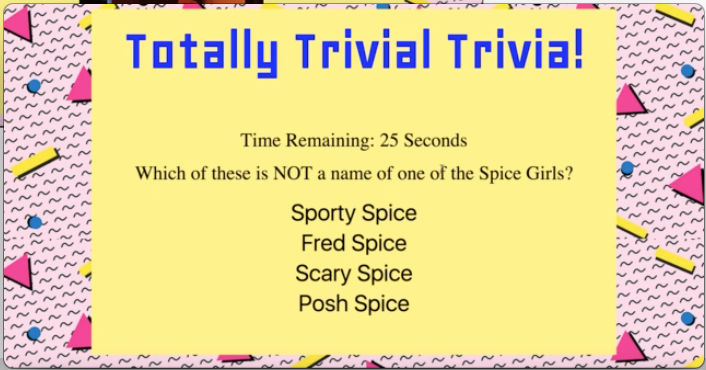 Totally Trivial Trivia!
Time Remaining: 25 Seconds
Which of these is NOT a name of one of the Spice Girls?
Sporty Spice
Fred Spice
Scary Spice
Posh Spice